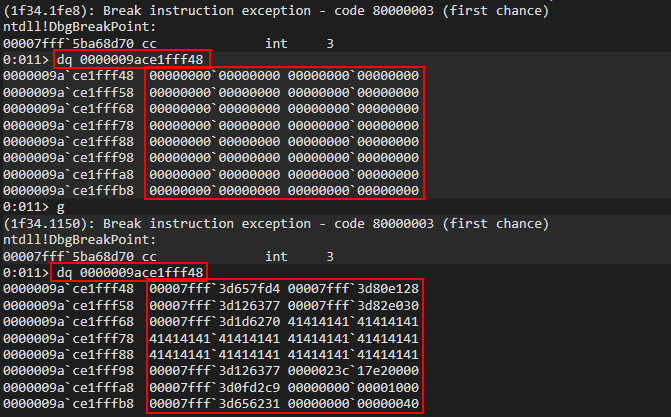 (1f34.1fe8): Break instruction exception - code 80000003 (first chance)
ntdll!DbgBreakPoint:
00007fff`5ba68d70 cc              int     3
0:011> dq 0000009ace1fff48
0000009a`ce1fff48  00000000`00000000 00000000`00000000
0000009a`ce1fff58  00000000`00000000 00000000`00000000
0000009a`ce1fff68  00000000`00000000 00000000`00000000
0000009a`ce1fff78  00000000`00000000 00000000`00000000
0000009a`ce1fff88  00000000`00000000 00000000`00000000
0000009a`ce1fff98  00000000`00000000 00000000`00000000
0000009a`ce1fffa8  00000000`00000000 00000000`00000000
0000009a`ce1fffb8  00000000`00000000 00000000`00000000
0:011> g
(1f34.1150): Break instruction exception - code 80000003 (first chance)
ntdll!DbgBreakPoint:
00007fff`5ba68d70 cc              int     3
0:011> dq 0000009ace1fff48
0000009a`ce1fff48  00007fff`3d657fd4 00007fff`3d80e128
0000009a`ce1fff58  00007fff`3d126377 00007fff`3d82e030
0000009a`ce1fff68  00007fff`3d1d6270 41414141`41414141
0000009a`ce1fff78  41414141`41414141 41414141`41414141
0000009a`ce1fff88  41414141`41414141 41414141`41414141
0000009a`ce1fff98  00007fff`3d126377 0000023c`17e20000
0000009a`ce1fffa8  00007fff`3d0fd2c9 00000000`00001000
0000009a`ce1fffb8  00007fff`3d656231 00000000`00000040